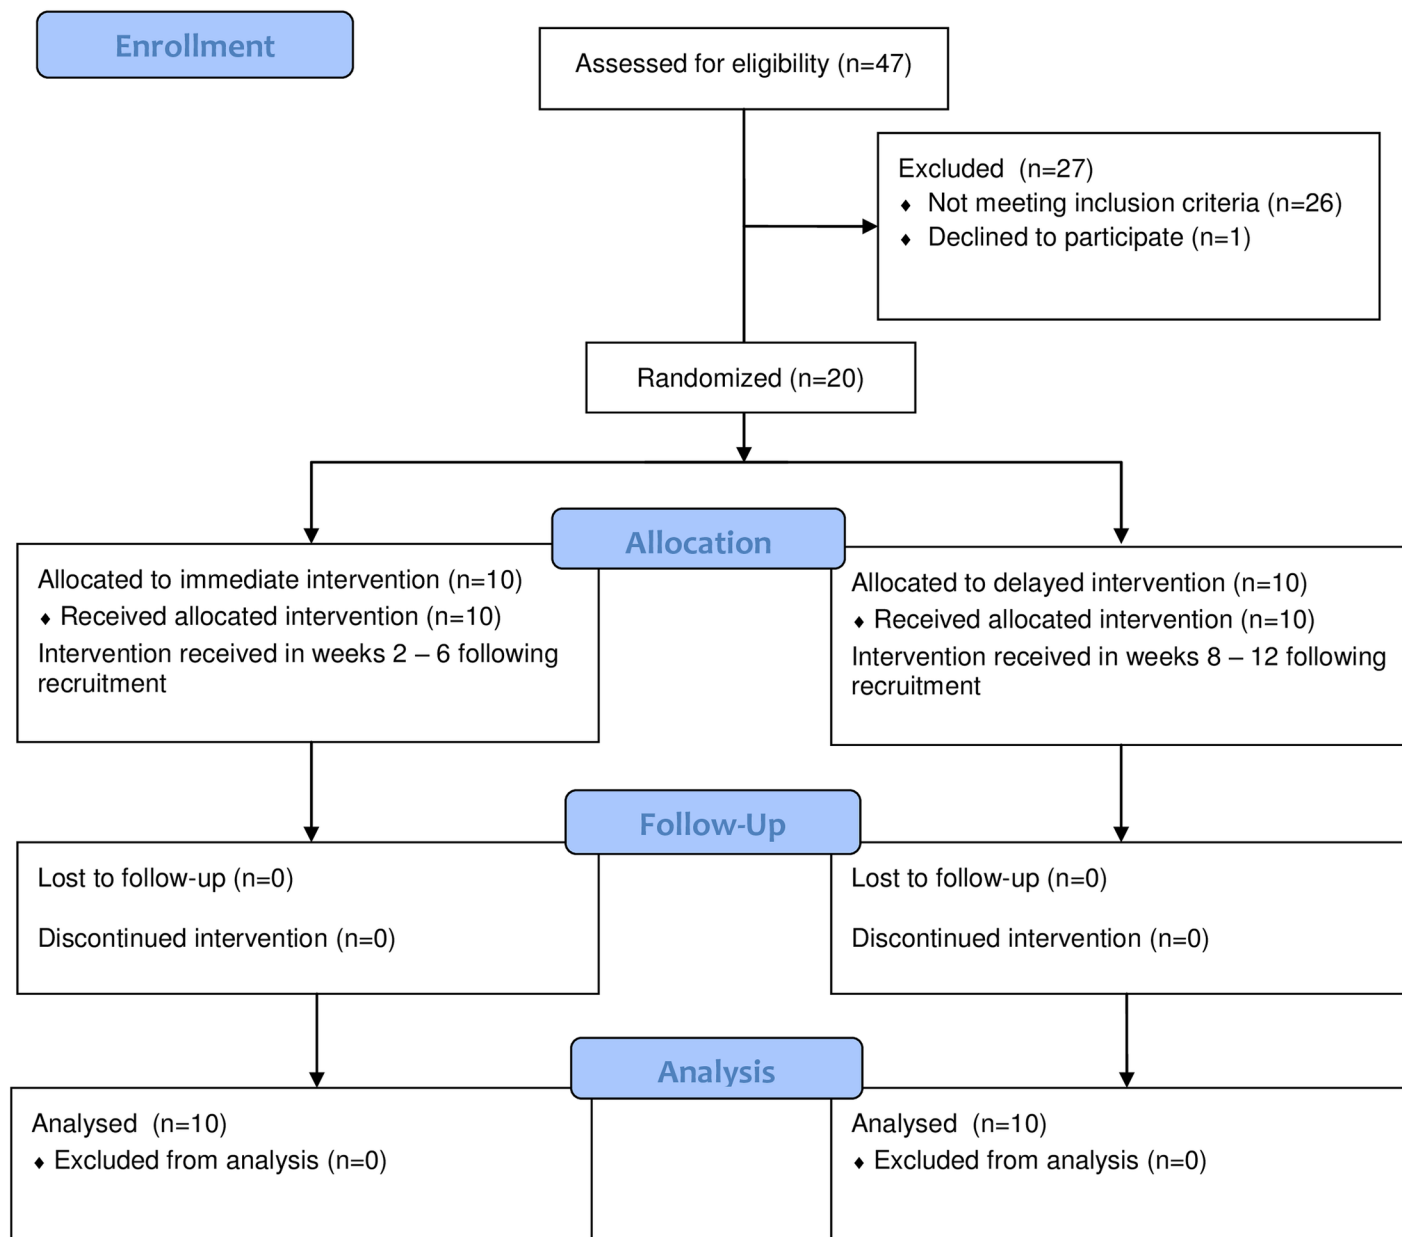 Enrollment
Assessed for eligibility (n=47)
Excluded  (n=27)
♦ Not meeting inclusion criteria (n=26)
♦ Declined to participate (n=1)
Randomized (n=20)
Allocation
Allocated to immediate intervention (n=10)
♦ Received allocated intervention (n=10)
Intervention received in weeks 2 – 6 following
recruitment
Allocated to delayed intervention (n=10)
♦ Received allocated intervention (n=10)
Intervention received in weeks 8 – 12 following
recruitment
Follow-Up
Lost to follow-up (n=0)
Discontinued intervention (n=0)
Lost to follow-up (n=0)
Discontinued intervention (n=0)
Analysis
Analysed  (n=10)
♦ Excluded from analysis (n=0)
Analysed  (n=10)
♦ Excluded from analysis (n=0)